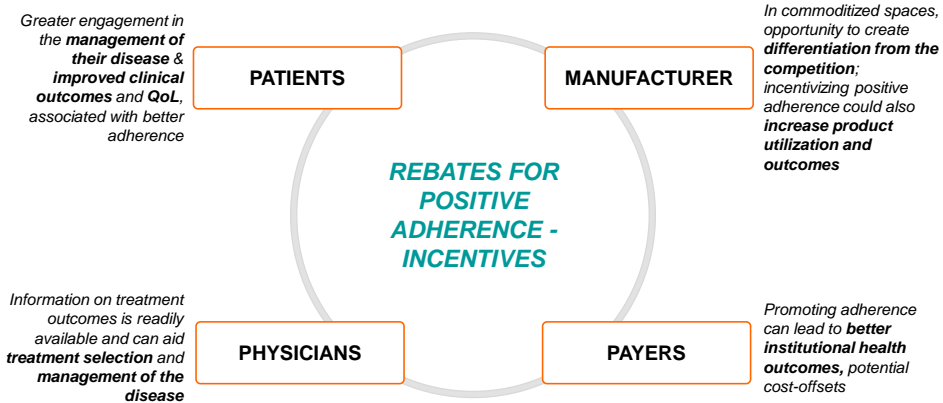 Greater engagement in
the management of
their disease &
improved clinical
outcomes and QoL,
associated with better
adherence
PATIENTS
MANUFACTURER
In commoditized spaces,
opportunity to create
differentiation from the
competition;
incentivizing positive
adherence could also
increase product
utilization and
outcomes
REBATES FOR
POSITIVE
ADHERENCE -
INCENTIVES
Information on treatment
outcomes is readily
available and can aid
treatment selection and
management of the
disease
PHYSICIANS
PAYERS
Promoting adherence
can lead to better
institutional health
outcomes, potential
cost-offsets